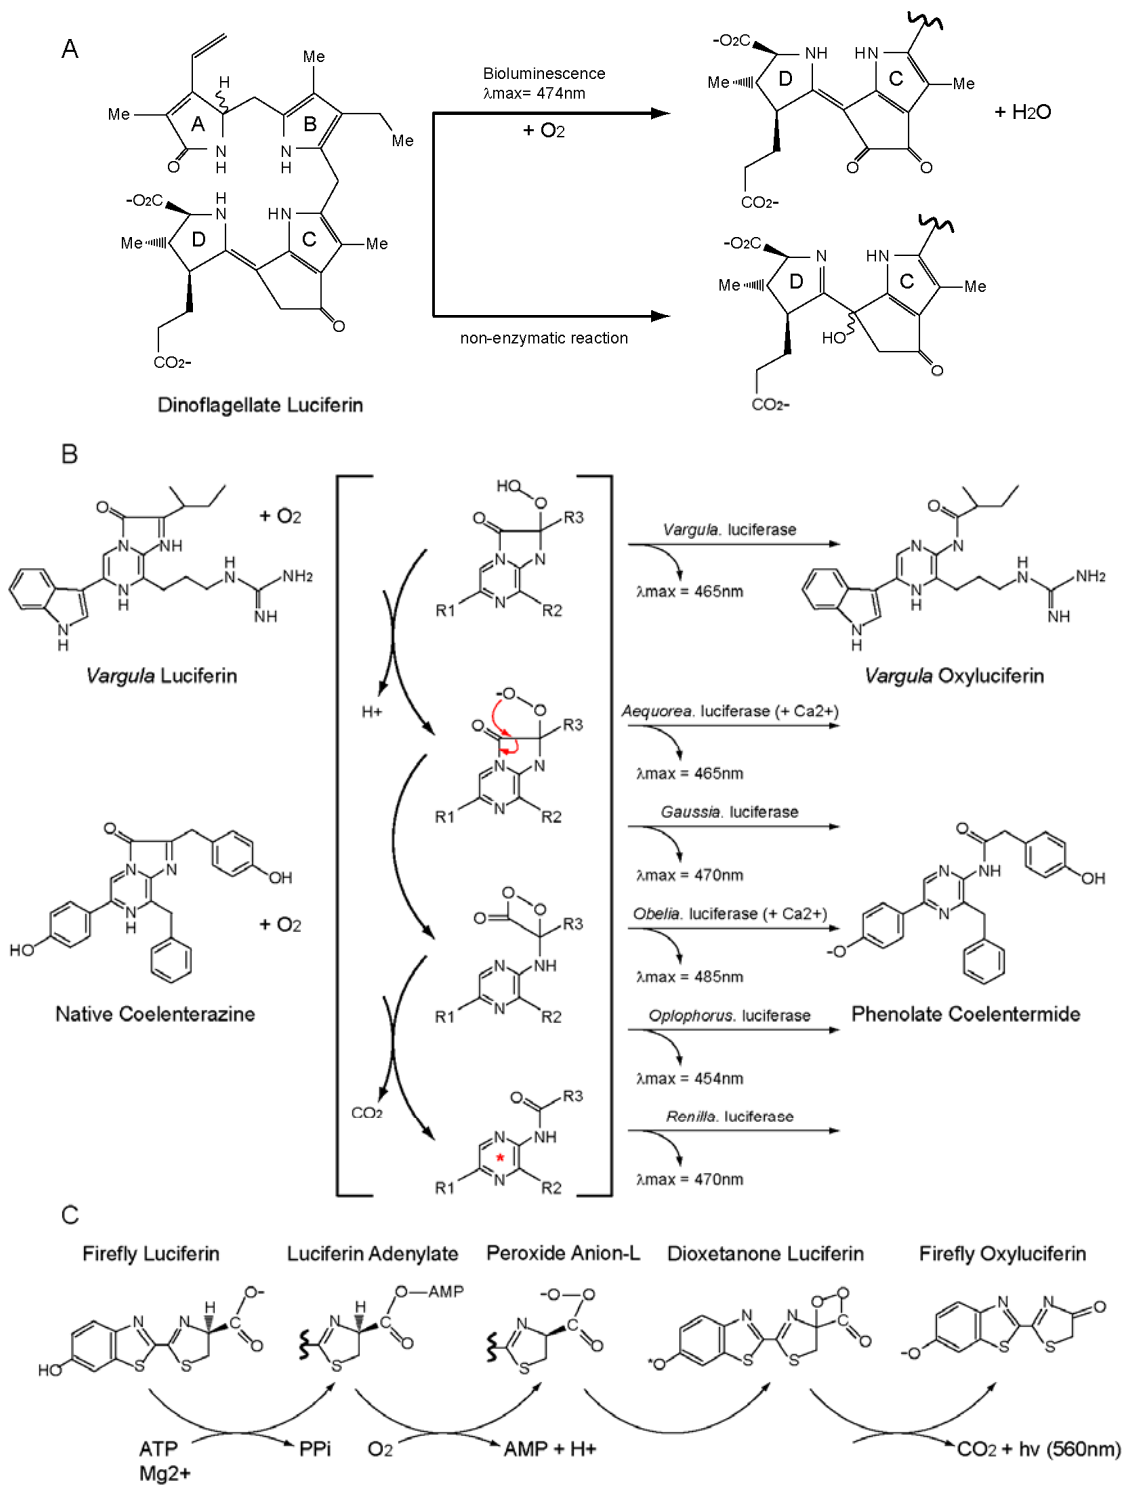 A
H
Me
Me
A
B
N
H
N
H
O
Me
-O2C
H
N
HN
D
C
Me
Me
O
CO2-
Dinoflagellate Luciferin
Bioluminescence
λmax= 474nm
+ O2
non-enzymatic reaction
-O2C
NH
HN
D
C
Me
Me
O
O
CO2-
+ H2O
-O2C
N
HN
D
C
Me
Me
HO
O
CO2-
B
O
N
NH
N
H
N
H
H
N
NH2
NH
+ O2
Vargula Luciferin
O
N
N
N
H
OH
HO
+ O2
Native Coelenterazine
H+
CO2
HO
O
O
R3
N
N
N
R1
R2
-O
O
O
R3
N
N
N
R1
R2
O
O
O
R3
NH
N
N
R1
R2
O
R3
NH
N
*
N
R1
R2
Vargula. luciferase
λmax = 465nm
Aequorea. luciferase (+ Ca2+)
λmax = 465nm
Gaussia. luciferase
λmax = 470nm
Obelia. luciferase (+ Ca2+)
λmax = 485nm
Oplophorus. luciferase
λmax = 454nm
Renilla. luciferase
λmax = 470nm
O
N
N
H
N
H
N
H
H
N
NH2
NH
Vargula Oxyluciferin
O
N
NH
N
OH
-O
Phenolate Coelentermide
C
Firefly Luciferin
Luciferin Adenylate
Peroxide Anion-L
Dioxetanone Luciferin
Firefly Oxyluciferin
HO
N
S
N
S
H
O-
O
N
S
H
O—AMP
O
N
S
-O
O
O
*O
N
S
N
S
O
O
O
-O
N
S
N
S
O
ATP
Mg2+
PPi
O2
AMP + H+
CO2 + hv (560nm)